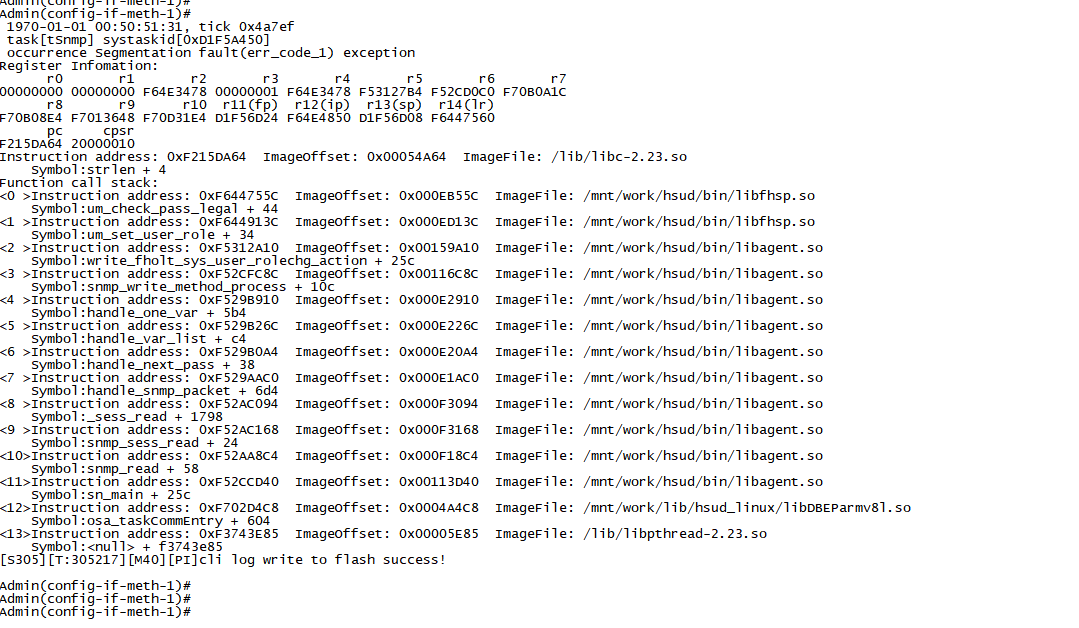 Admin(config-if-meth-1)#
Admin(config-if-meth-1)#
1970-01-01 00:50:51:31, tick 0x4a7ef
task[tSnmp] systaskid[0xD1F5A450]
occurrence Segmentation fault(err_code_1) exception
Register Infomation:
r0 r1 r2 r3 r4 r5 r6 r7
00000000 00000000 F64E3478 00000001 F64E3478 F53127B4 F52CD0C0 F70B0A1C
r8 r9 r10 r11(fp) r12(ip) r13(sp) r14(lr)
F70B08E4 F7013648 F70D31E4 D1F56D24 F64E4850 D1F56D08 F6447560
pc cpsr
F215DA64 20000010
Instruction address: 0xF215DA64 ImageOffset: 0x00054A64 ImageFile: /lib/libc-2.23.so
Symbol:strlen + 4
Function call stack:
<0 >Instruction address: 0xF644755C ImageOffset: 0x000EB55C ImageFile: /mnt/work/hsud/bin/libfhsp.so
Symbol:um_check_pass_legal + 44
<1 >Instruction address: 0xF644913C ImageOffset: 0x000ED13C ImageFile: /mnt/work/hsud/bin/libfhsp.so
Symbol:um_set_user_role + 34
<2 >Instruction address: 0xF5312A10 ImageOffset: 0x00159A10 ImageFile: /mnt/work/hsud/bin/libagent.so
Symbol:write_fholt_sys_user_rolechg_action + 25c
<3 >Instruction address: 0xF52CFC8C ImageOffset: 0x00116C8C ImageFile: /mnt/work/hsud/bin/libagent.so
Symbol:snmp_write_method_process + 10c
<4 >Instruction address: 0xF529B910 ImageOffset: 0x000E2910 ImageFile: /mnt/work/hsud/bin/libagent.so
Symbol:handle_one_var + 5b4
<5 >Instruction address: 0xF529B26C ImageOffset: 0x000E226C ImageFile: /mnt/work/hsud/bin/libagent.so
Symbol:handle_var_list + c4
<6 >Instruction address: 0xF529B0A4 ImageOffset: 0x000E20A4 ImageFile: /mnt/work/hsud/bin/libagent.so
Symbol:handle_next_pass + 38
<7 >Instruction address: 0xF529AAC0 ImageOffset: 0x000E1AC0 ImageFile: /mnt/work/hsud/bin/libagent.so
Symbol:handle_snmp_packet + 6d4
<8 >Instruction address: 0xF52AC094 ImageOffset: 0x000F3094 ImageFile: /mnt/work/hsud/bin/libagent.so
Symbol:_sess_read + 1798
<9 >Instruction address: 0xF52AC168 ImageOffset: 0x000F3168 ImageFile: /mnt/work/hsud/bin/libagent.so
Symbol:snmp_sess_read + 24
<10>Instruction address: 0xF52AA8C4 ImageOffset: 0x000F18C4 ImageFile: /mnt/work/hsud/bin/libagent.so
Symbol:snmp_read + 58
<11>Instruction address: 0xF52CCD40 ImageOffset: 0x00113D40 ImageFile: /mnt/work/hsud/bin/libagent.so
Symbol:sn_main + 25c
<12>Instruction address: 0xF702D4C8 ImageOffset: 0x0004A4C8 ImageFile: /mnt/work/lib/hsud_linux/libDBEParmv8l.so
Symbol:osa_taskCommEntry + 604
<13>Instruction address: 0xF3743E85 ImageOffset: 0x00005E85 ImageFile: /lib/libpthread-2.23.so
Symbol:<null> + f3743e85
[S305][T:305217][M40][PI]cli log write to flash success!
Admin(config-if-meth-1)#
Admin(config-if-meth-1)#
Admin(config-if-meth-1)#